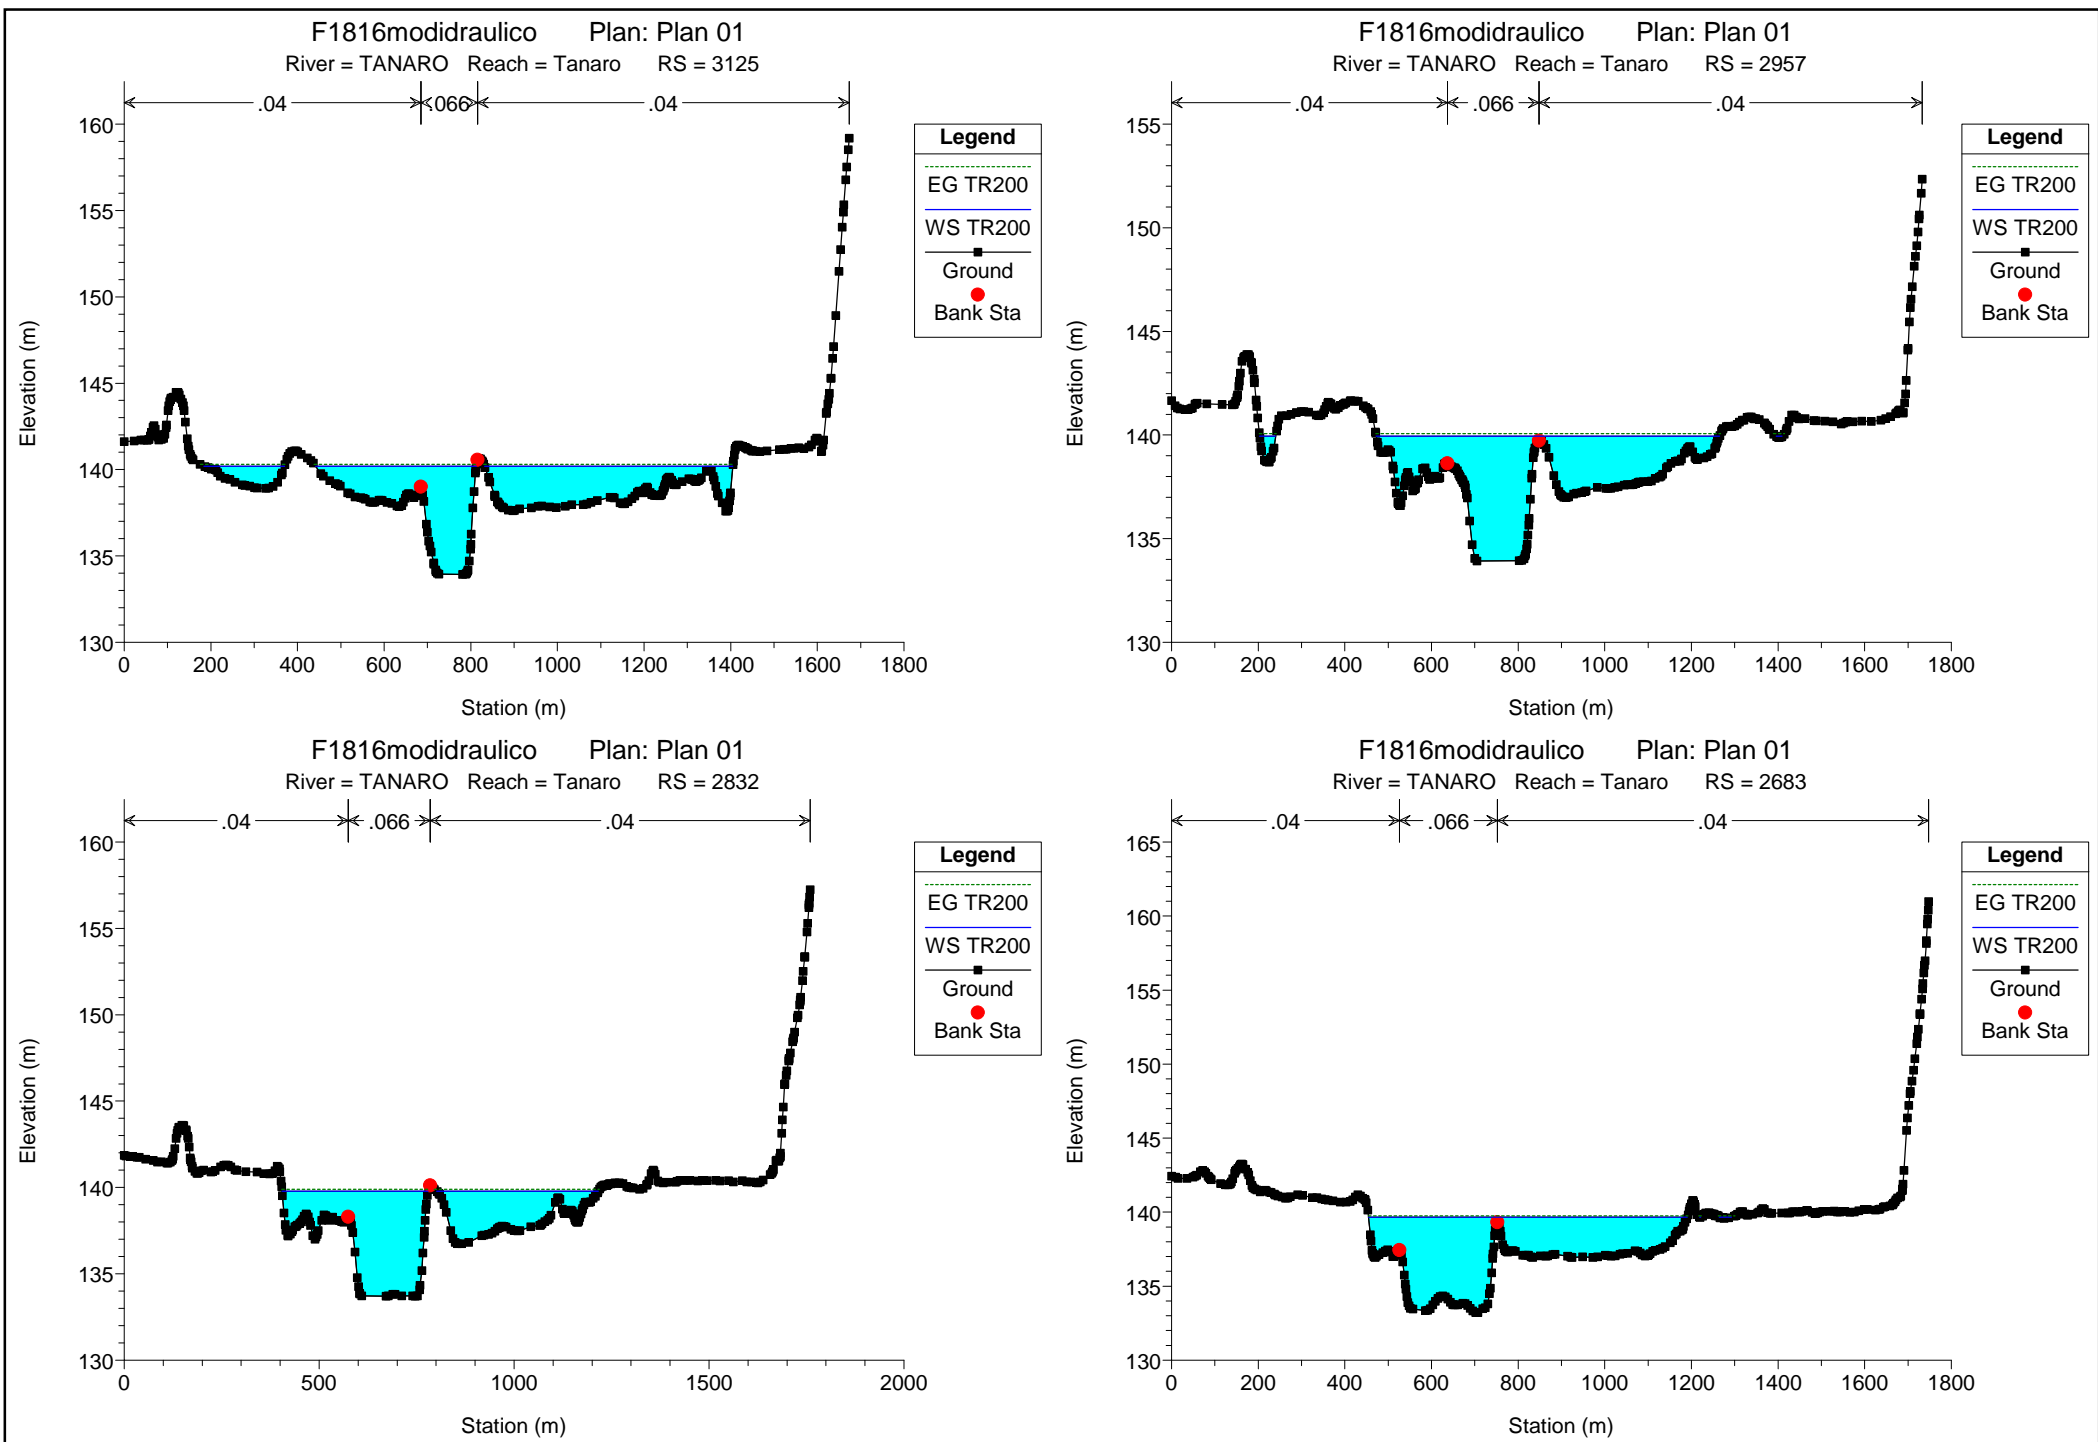 F1816modidraulico Plan: Plan 01
River = TANARO Reach = Tanaro RS = 3125
.04 .066 .04
160
155
150
145
140
135
130
Elevation (m)
0 200 400 600 800 1000 1200 1400 1600 1800
Station (m)
Legend
EG TR200
WS TR200
Ground
Bank Sta
F1816modidraulico Plan: Plan 01
River = TANARO Reach = Tanaro RS = 2957
.04 .066 .04
155
150
145
140
135
130
Elevation (m)
0 200 400 600 800 1000 1200 1400 1600 1800
Station (m)
Legend
EG TR200
WS TR200
Ground
Bank Sta
F1816modidraulico Plan: Plan 01
River = TANARO Reach = Tanaro RS = 2832
.04 .066 .04
160
155
150
145
140
135
130
Elevation (m)
0 500 1000 1500 2000
Station (m)
Legend
EG TR200
WS TR200
Ground
Bank Sta
F1816modidraulico Plan: Plan 01
River = TANARO Reach = Tanaro RS = 2683
.04 .066 .04
165
160
155
150
145
140
135
130
Elevation (m)
0 200 400 600 800 1000 1200 1400 1600 1800
Station (m)
Legend
EG TR200
WS TR200
Ground
Bank Sta